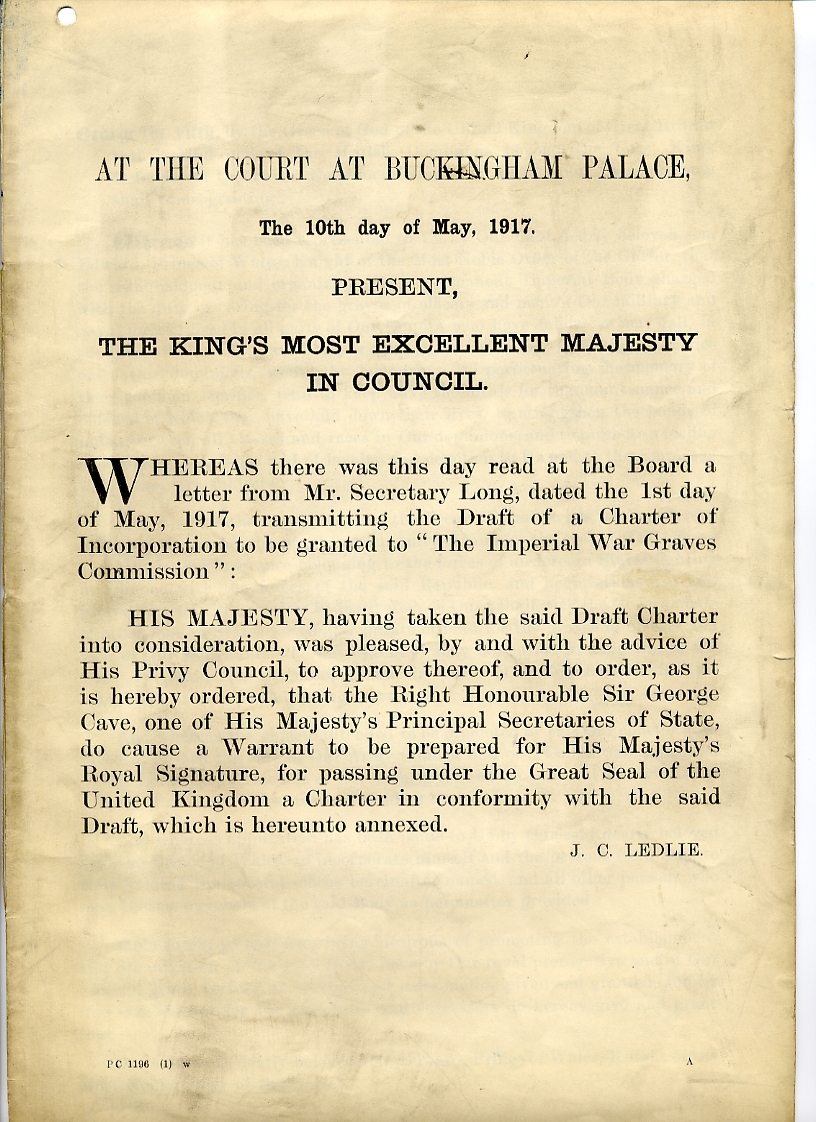 AT THE COURT AT BUCKINGHAM PALACE,
The 10th day of May, 1917.
PRESENT,
THE KING'S MOST EXCELLENT MAJESTY
IN COUNCIL.
WHEREAS there was this day read at the Board a
letter from Mr. Secretary Long, dated the 1st day
of May, 1917, transmitting the Draft of a Charter of
Incorporation to be granted to “The Imperial War Graves
Commission”:
HIS MAJESTY, having taken the said Draft Charter
into consideration, was pleased, by and with the advice of
His Privy Council, to approve thereof, and to order, as it
is hereby ordered, that the Right Honourable Sir George
Cave, one of His Majesty's Principal Secretaries of State,
do cause a Warrant to be prepared for His Majesty's
Royal Signature, for passing under the Great Seal of the
United Kingdom a Charter in conformity with the said
Draft, which is hereunto annexed.
J. C. LEDLIE.
PC 1196 (1) w A